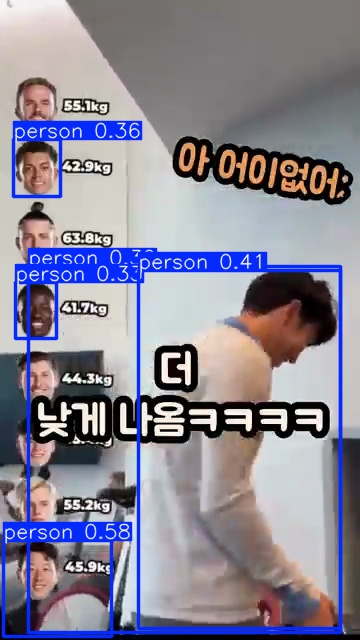 55.1kg
person 0.36
42.9kg
아 어이없어;
63.8kg
person 0.41
person 0.33
41.7kg
44.3kg
더
낮게 나옴ㅋㅋㅋㅋ
55.2kg
person 0.58
45.9kg